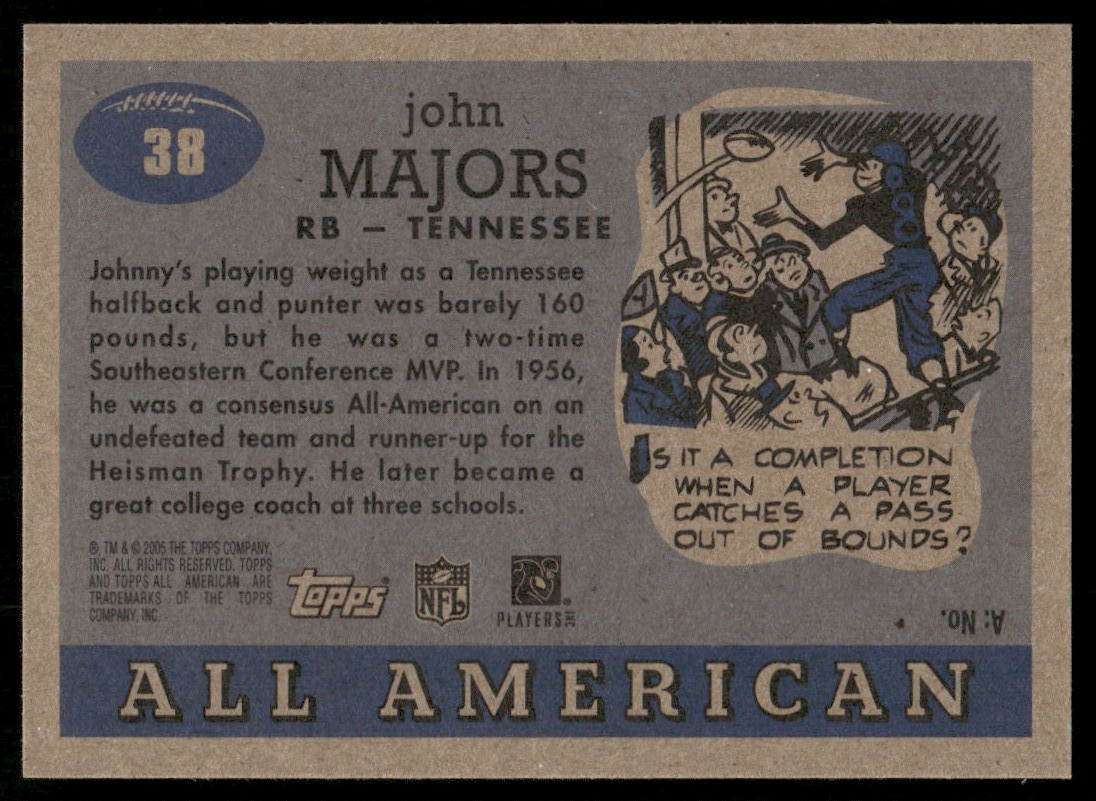 38
john
MAJORS
RB – TENNESSEE
Johnny's playing weight as a Tennessee
halfback and punter was barely 160
pounds, but he was a two-time
Southeastern Conference MVP. In 1956,
he was a consensus All-American on an
undefeated team and runner-up for the
Heisman Trophy. He later became a
great college coach at three schools.
IS IT A COMPLETION
WHEN A PLAYER
CATCHES A PASS
OUT OF BOUNDS?
A: No.
®, TM & © 2005 THE TOPPS COMPANY,
INC. ALL RIGHTS RESERVED. TOPPS
AND TOPPS ALL AMERICAN ARE
TRADEMARKS OF THE TOPPS
COMPANY, INC.
Topps®
NFL
PLAYERS INC
ALL AMERICAN